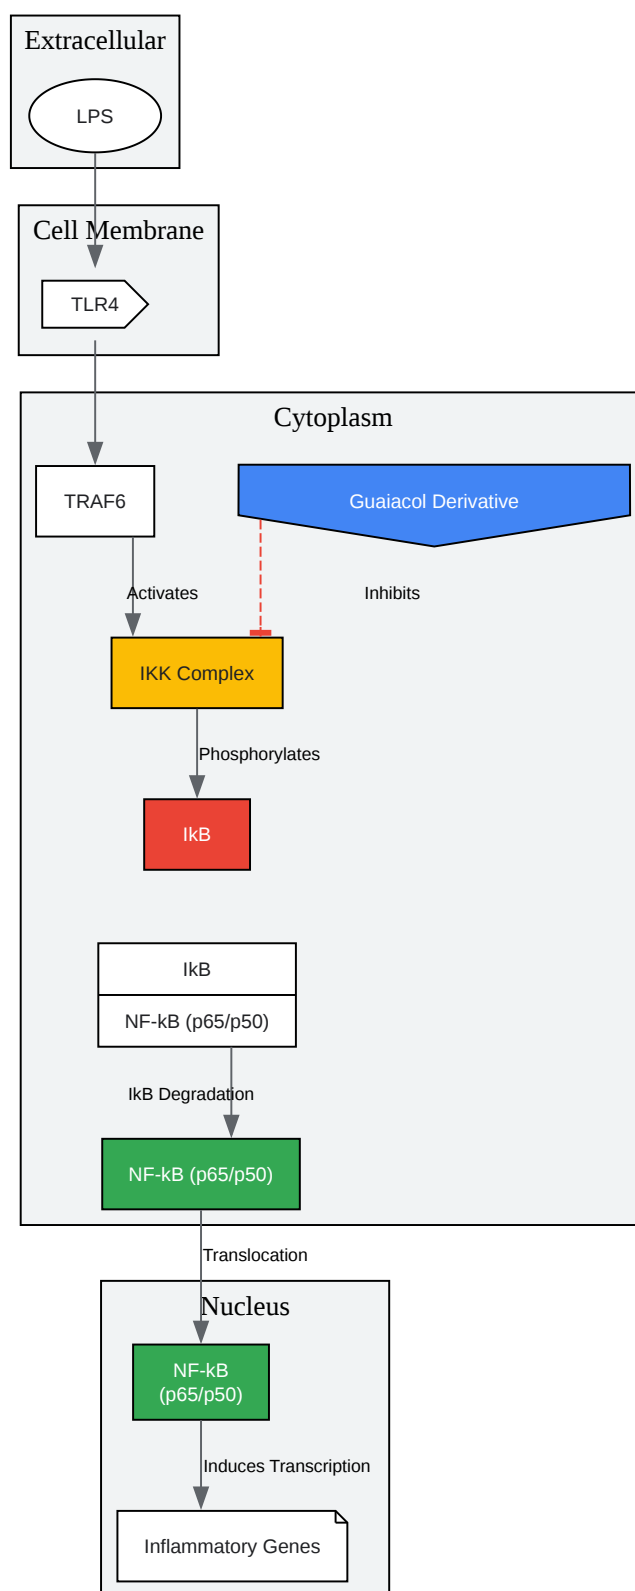 Extracellular
LPS
Cell Membrane
TLR4
Cytoplasm
TRAF6
Guaiacol Derivative
Activates
Inhibits
IKK Complex
Phosphorylates
IkB
IkB
NF-kB (p65/p50)
IkB Degradation
NF-kB (p65/p50)
Translocation
Nucleus
NF-kB
(p65/p50)
Induces Transcription
Inflammatory Genes